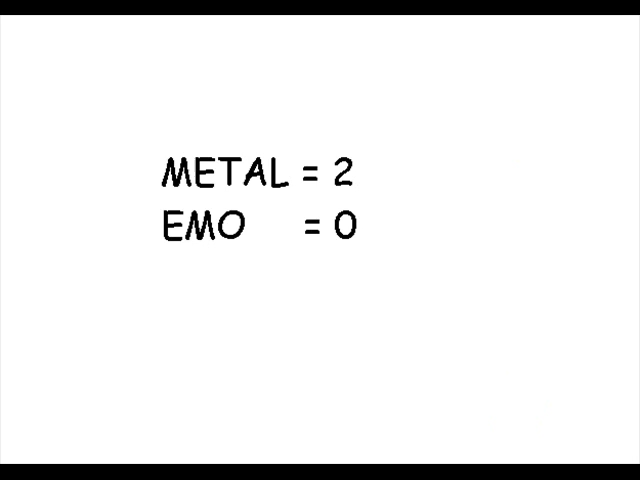 METAL = 2
EMO = 0